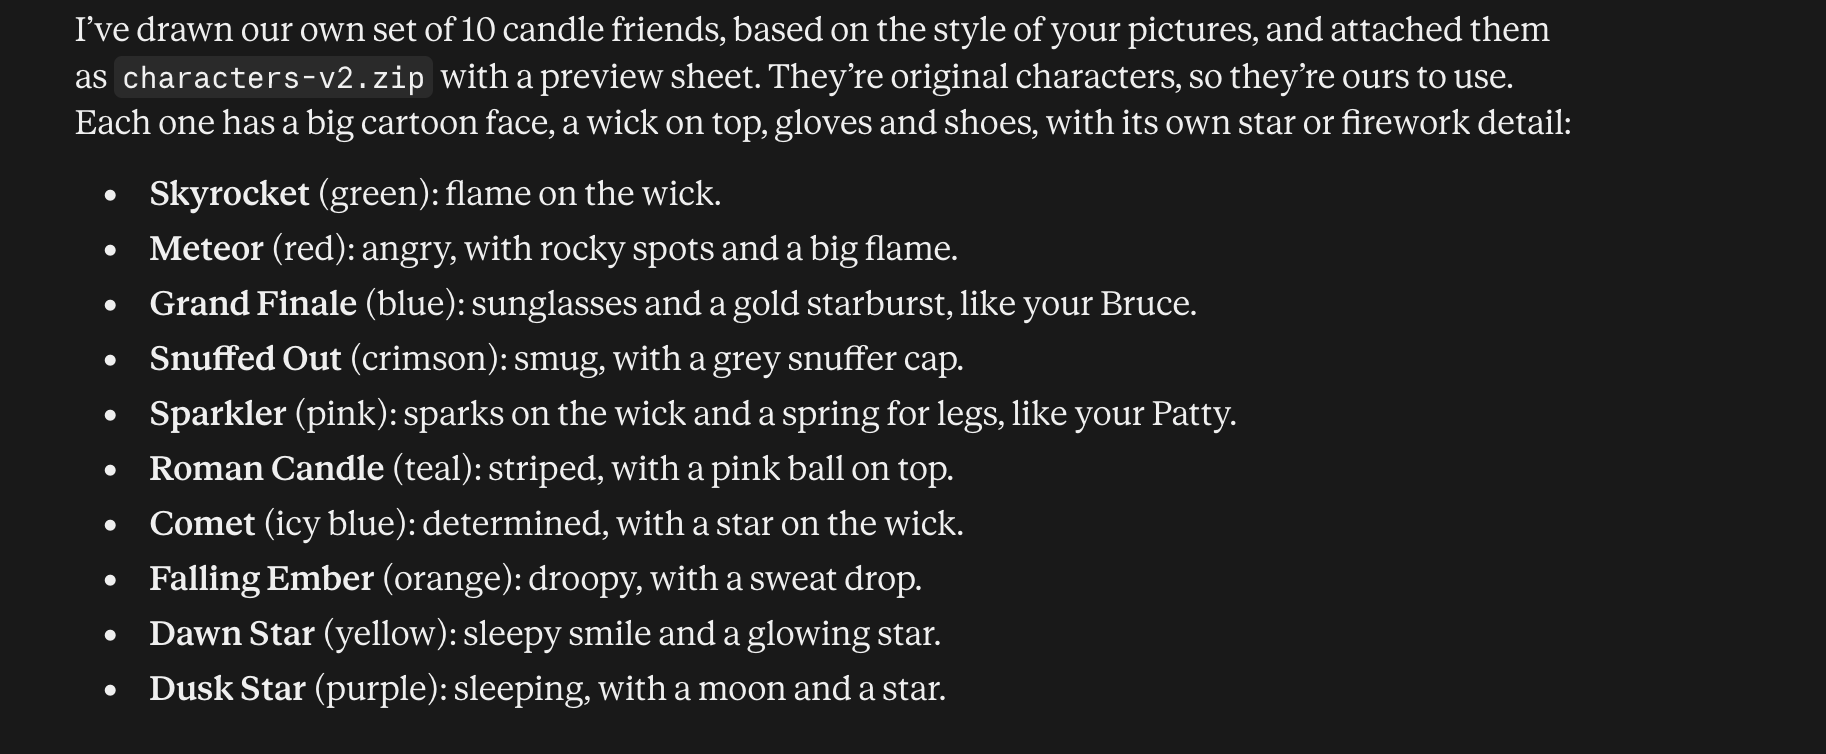 I’ve drawn our own set of 10 candle friends, based on the style of your pictures, and attached them
as characters-v2.zip with a preview sheet. They’re original characters, so they’re ours to use.
Each one has a big cartoon face, a wick on top, gloves and shoes, with its own star or firework detail:
• Skyrocket (green): flame on the wick.
• Meteor (red): angry, with rocky spots and a big flame.
• Grand Finale (blue): sunglasses and a gold starburst, like your Bruce.
• Snuffed Out (crimson): smug, with a grey snuffer cap.
• Sparkler (pink): sparks on the wick and a spring for legs, like your Patty.
• Roman Candle (teal): striped, with a pink ball on top.
• Comet (icy blue): determined, with a star on the wick.
• Falling Ember (orange): droopy, with a sweat drop.
• Dawn Star (yellow): sleepy smile and a glowing star.
• Dusk Star (purple): sleeping, with a moon and a star.